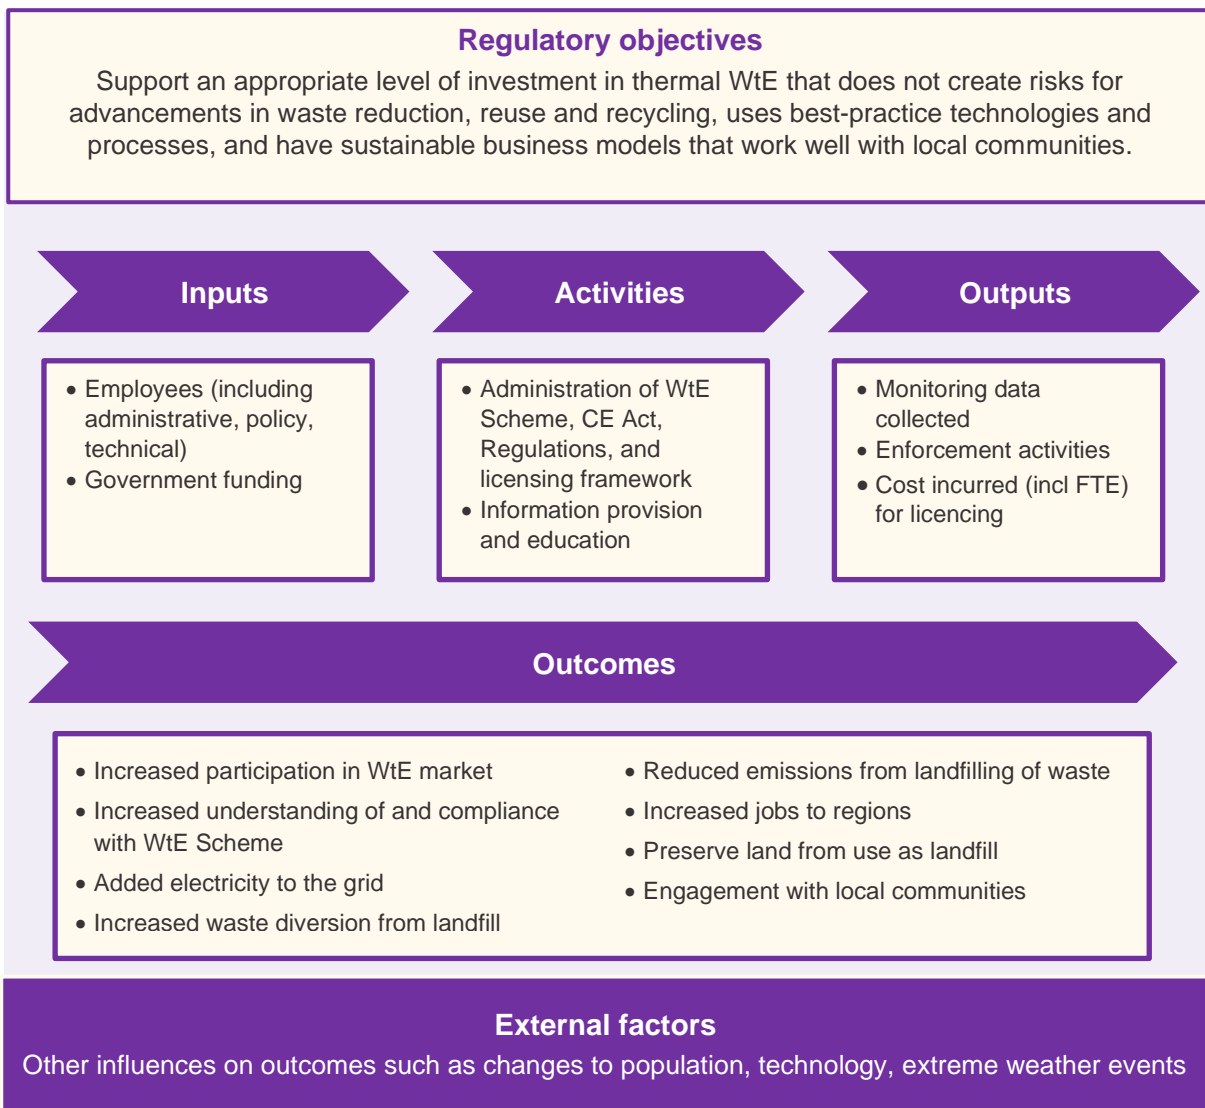 Regulatory objectives
Support an appropriate level of investment in thermal WtE that does not create risks for
advancements in waste reduction, reuse and recycling, uses best-practice technologies and
processes, and have sustainable business models that work well with local communities.
Inputs
• Employees (including
administrative, policy,
technical)
• Government funding
Activities
• Administration of WtE
Scheme, CE Act,
Regulations, and
licensing framework
• Information provision
and education
Outputs
• Monitoring data
collected
• Enforcement activities
• Cost incurred (incl FTE)
for licencing
Outcomes
• Increased participation in WtE market
• Increased understanding of and compliance
with WtE Scheme
• Added electricity to the grid
• Increased waste diversion from landfill
• Reduced emissions from landfilling of waste
• Increased jobs to regions
• Preserve land from use as landfill
• Engagement with local communities
External factors
Other influences on outcomes such as changes to population, technology, extreme weather events